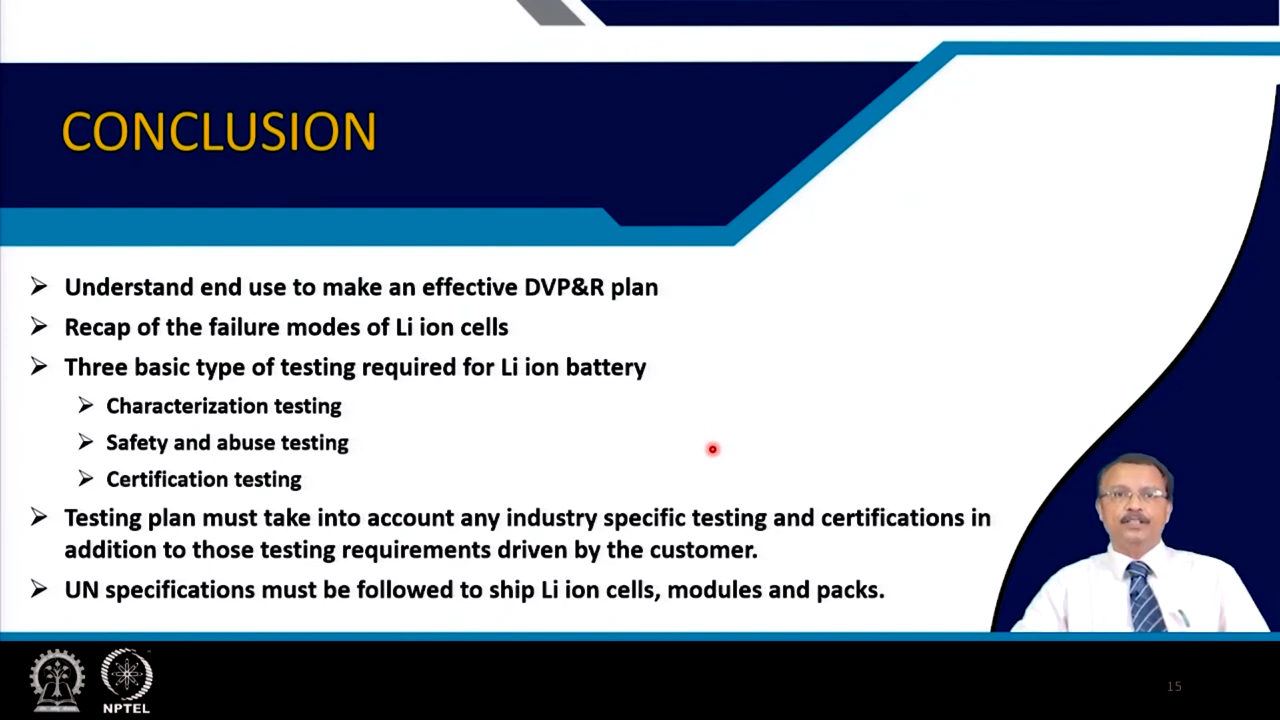 CONCLUSION
Understand end use to make an effective DVP&R plan
Recap of the failure modes of Li ion cells
Three basic type of testing required for Li ion battery
Characterization testing
Safety and abuse testing
Certification testing
Testing plan must take into account any industry specific testing and certifications in
addition to those testing requirements driven by the customer.
UN specifications must be followed to ship Li ion cells, modules and packs.
NPTEL
15